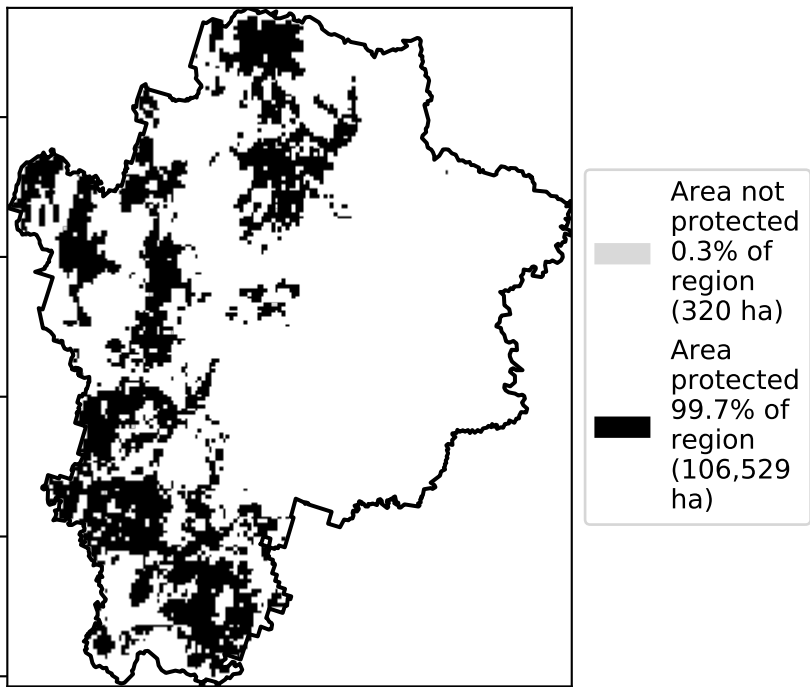 Area not
protected
0.3% of
region
(320 ha)
Area
protected
99.7% of
region
(106,529
ha)